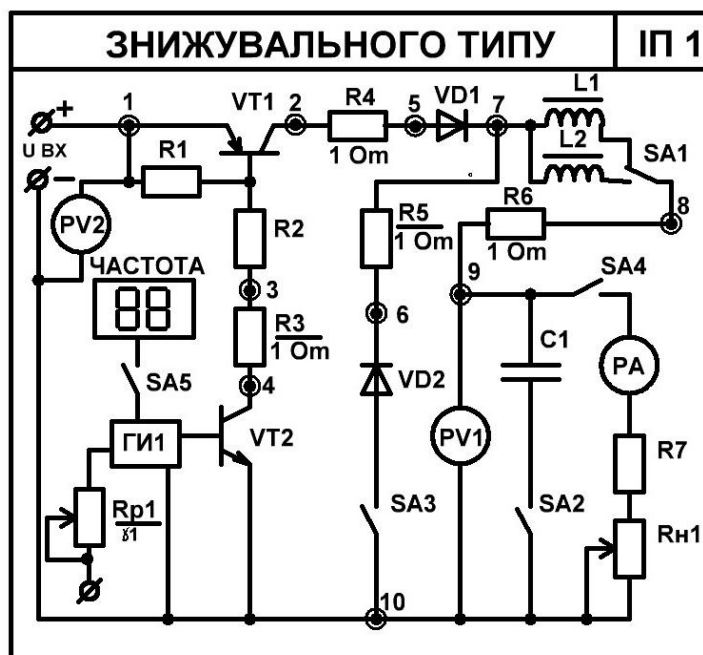 ЗНИЖУВАЛЬНОГО ТИПУ
ІП 1
L1
1
VT1
2
R4
5
VD1
7
+
1 Om
L2
SA1
U ВХ
R1
–
R5
R6
8
PV2
R2
1 Om
1 Om
ЧАСТОТА
9
SA4
3
88
6
R3
C1
1 Om
SA5
4
VD2
PA
ГИ1
VT2
PV1
R7
SA3
SA2
Rp1
Rн1
γ1
10